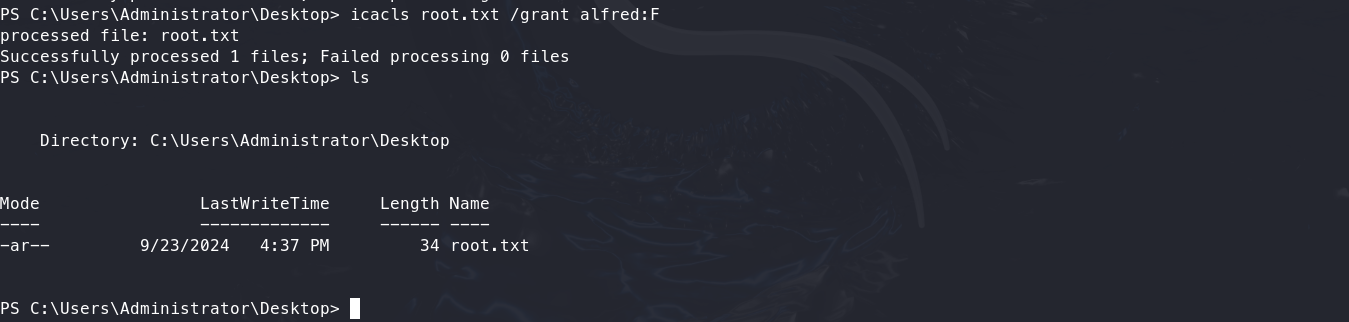 PS C:\Users\Administrator\Desktop> icacls root.txt /grant alfred:F
processed file: root.txt
Successfully processed 1 files; Failed processing 0 files
PS C:\Users\Administrator\Desktop> ls
    Directory: C:\Users\Administrator\Desktop
Mode                LastWriteTime     Length Name
----                -------------     ------ ----
-ar--         9/23/2024   4:37 PM         34 root.txt
PS C:\Users\Administrator\Desktop>